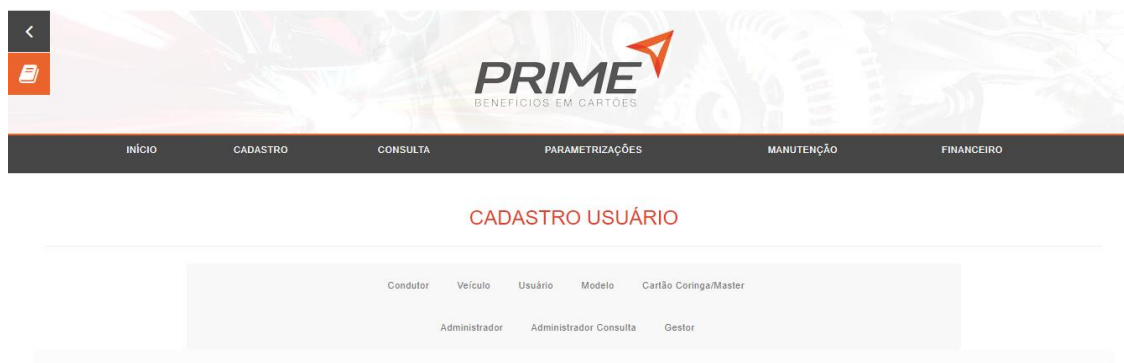 PRIME
BENEFICIOS EM CARTÕES
INÍCIO CADASTRO CONSULTA PARAMETRIZAÇÕES MANUTENÇÃO FINANCEIRO
CADASTRO USUÁRIO
Condutor Veículo Usuário Modelo Cartão Coringa/Master
Administrador Administrador Consulta Gestor